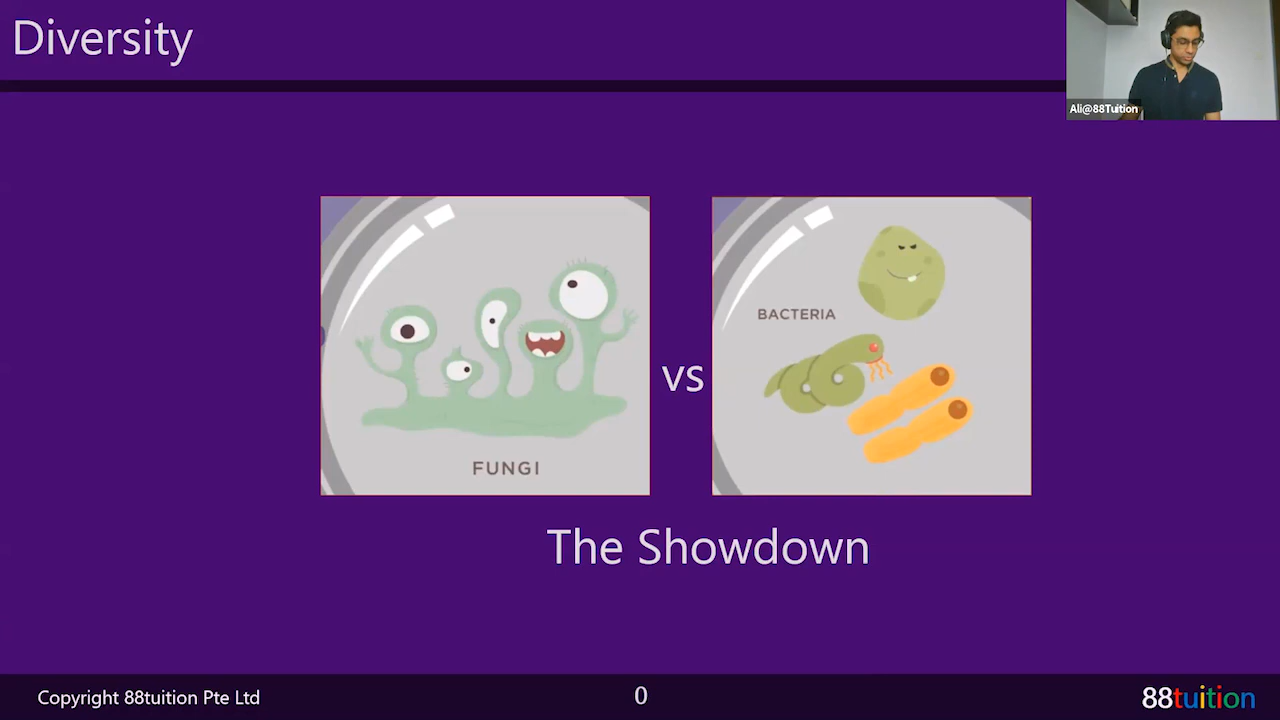 Diversity
Ali@88Tuition
FUNGI
vs
BACTERIA
The Showdown
Copyright 88tuition Pte Ltd
0
88tuition